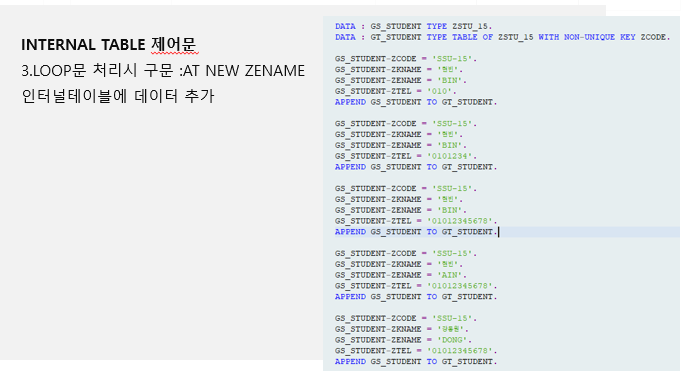 INTERNAL TABLE 제어문
3.LOOP문 처리시 구문 :AT NEW ZENAME
인터널테이블에 데이터 추가
DATA : GS_STUDENT TYPE ZSTU_15.
DATA : GT_STUDENT TYPE TABLE OF ZSTU_15 WITH NON-UNIQUE KEY ZCODE.
GS_STUDENT-ZCODE = 'SSU-15'.
GS_STUDENT-ZKNAME = '현빈'.
GS_STUDENT-ZENAME = 'BIN'.
GS_STUDENT-ZTEL = '010'.
APPEND GS_STUDENT TO GT_STUDENT.
GS_STUDENT-ZCODE = 'SSU-15'.
GS_STUDENT-ZKNAME = '현빈'.
GS_STUDENT-ZENAME = 'BIN'.
GS_STUDENT-ZTEL = '0101234'.
APPEND GS_STUDENT TO GT_STUDENT.
GS_STUDENT-ZCODE = 'SSU-15'.
GS_STUDENT-ZKNAME = '현빈'.
GS_STUDENT-ZENAME = 'BIN'.
GS_STUDENT-ZTEL = '01012345678'.
APPEND GS_STUDENT TO GT_STUDENT.
GS_STUDENT-ZCODE = 'SSU-15'.
GS_STUDENT-ZKNAME = '현빈'.
GS_STUDENT-ZENAME = 'AIN'.
GS_STUDENT-ZTEL = '01012345678'.
APPEND GS_STUDENT TO GT_STUDENT.
GS_STUDENT-ZCODE = 'SSU-15'.
GS_STUDENT-ZKNAME = '강동원'.
GS_STUDENT-ZENAME = 'DONG'.
GS_STUDENT-ZTEL = '01012345678'.
APPEND GS_STUDENT TO GT_STUDENT.